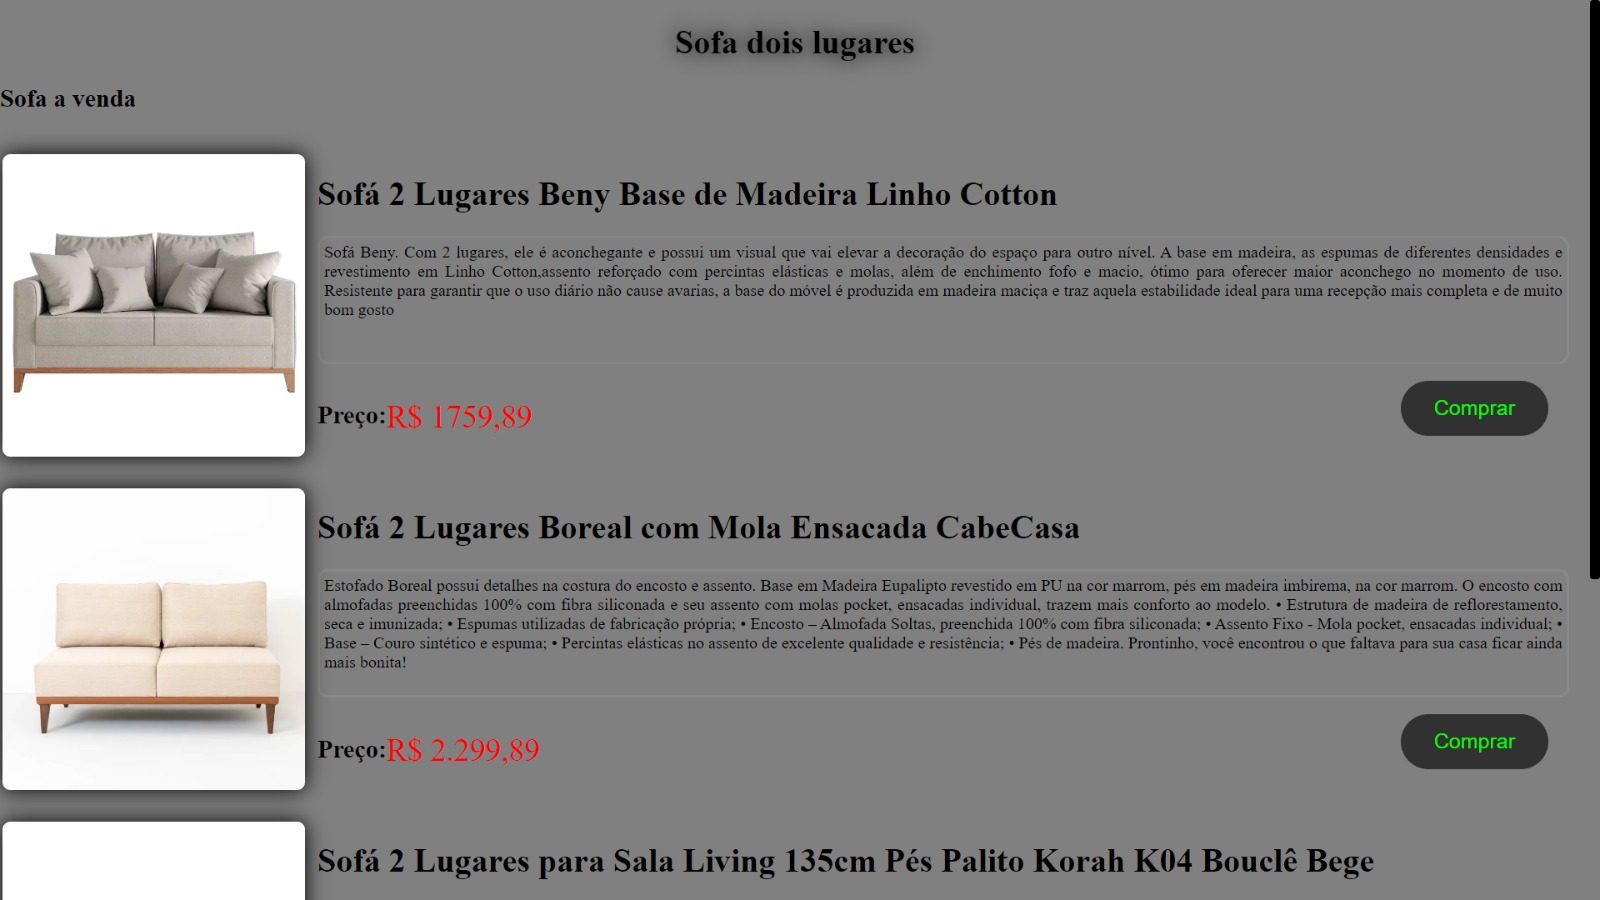 Sofa dois lugares
Sofa a venda
Sofá 2 Lugares Beny Base de Madeira Linho Cotton
Sofá Beny. Com 2 lugares, ele é aconchegante e possui um visual que vai elevar a decoração do espaço para outro nível. A base em madeira, as espumas de diferentes densidades e
revestimento em Linho Cotton,assento reforçado com percintas elásticas e molas, além de enchimento fofo e macio, ótimo para oferecer maior aconchego no momento de uso.
Resistente para garantir que o uso diário não cause avarias, a base do móvel é produzida em madeira maciça e traz aquela estabilidade ideal para uma recepção mais completa e de muito
bom gosto
Preço:R$ 1759,89
Comprar
Sofá 2 Lugares Boreal com Mola Ensacada CabeCasa
Estofado Boreal possui detalhes na costura do encosto e assento. Base em Madeira Eupalipto revestido em PU na cor marrom, pés em madeira imbirema, na cor marrom. O encosto com
almofadas preenchidas 100% com fibra siliconada e seu assento com molas pocket, ensacadas individual, trazem mais conforto ao modelo. • Estrutura de madeira de reflorestamento,
seca e imunizada; • Espumas utilizadas de fabricação própria; • Encosto – Almofada Soltas, preenchida 100% com fibra siliconada; • Assento Fixo - Mola pocket, ensacadas individual; •
Base – Couro sintético e espuma; • Percintas elásticas no assento de excelente qualidade e resistência; • Pés de madeira. Prontinho, você encontrou o que faltava para sua casa ficar ainda
mais bonita!
Preço:R$ 2.299,89
Comprar
Sofá 2 Lugares para Sala Living 135cm Pés Palito Korah K04 Bouclê Bege